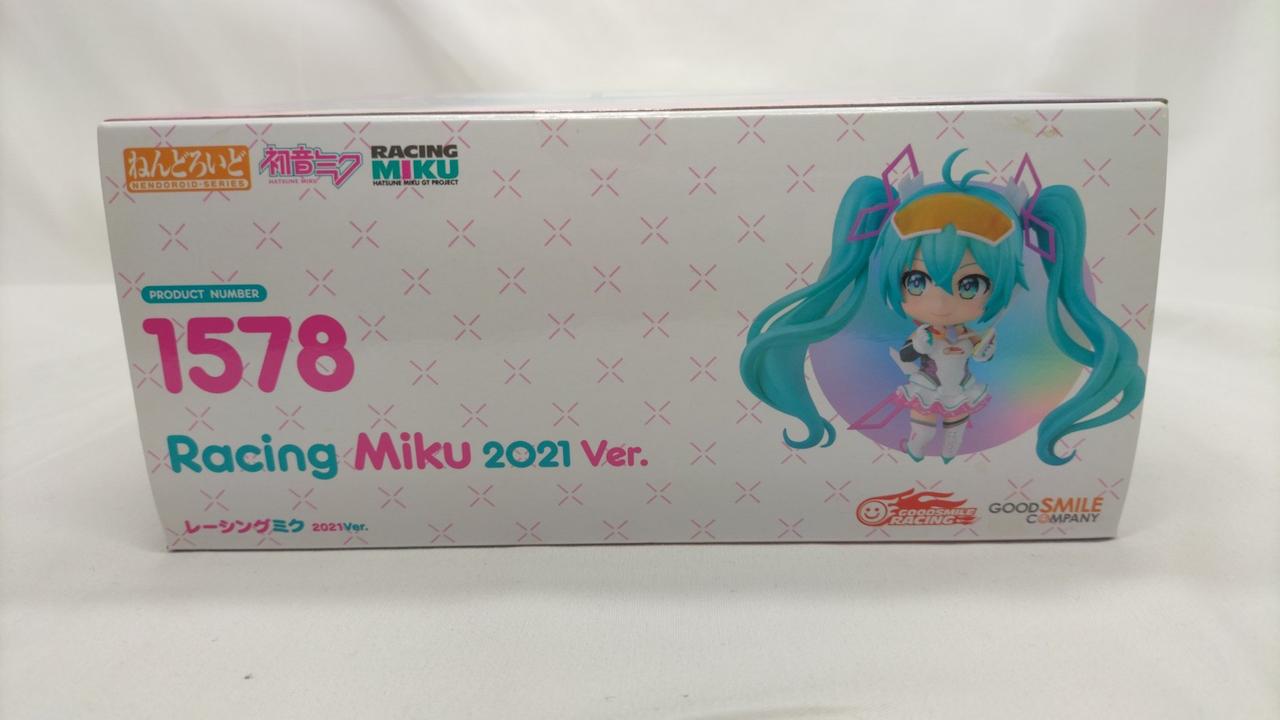 ねんどろいど
NENDOROID-SERIES
初音ミク
HATSUNE MIKU
RACING
MIKU
HATSUNE MIKU GT PROJECT
PRODUCT NUMBER
1578
Racing Miku 2021 Ver.
レーシングミク 2021Ver.
GOODSMILE
RACING
GOOD SMILE
COMPANY